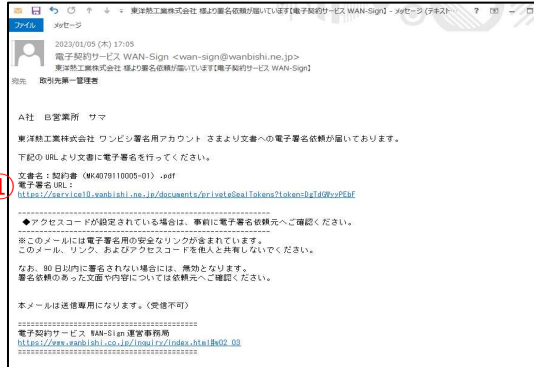 東洋熱工業株式会社 様より署名依頼が届いています【電子契約サービス WAN-Sign】 - メッセージ (テキスト…
ファイル メッセージ
2023/01/05 (木) 17:05
電子契約サービス WAN-Sign <wan-sign@wanbishi.ne.jp>
東洋熱工業株式会社 様より署名依頼が届いています【電子契約サービス WAN-Sign】
宛先 取引先第一管理者
A社 B営業所 サマ
東洋熱工業株式会社 ワンビシ署名用アカウント さまより文書への電子署名依頼が届いております。
下記の URL より文書に電子署名を行ってください。
1
文書名：契約書 (MK4079110005-01) .pdf
電子署名 URL：
https://service10.wanbishi.ne.jp/documents/priveteSealTokens?token=DgTdGWyyPEbF
------------------------------------------------------------
◆アクセスコードが設定されている場合は、事前に電子署名依頼元へご確認ください。
------------------------------------------------------------
※このメールには電子署名用の安全なリンクが含まれています。
このメール、リンク、およびアクセスコードを他人と共有しないでください。
なお、90 日以内に署名されない場合には、無効となります。
署名依頼のあった文面や内容については依頼元へご確認ください。
本メールは送信専用になります。(受信不可)
==========================================
電子契約サービス WAN-Sign 運営事務局
https://www.wanbishi.co.jp/inquiry/index.html#m02_03
==========================================